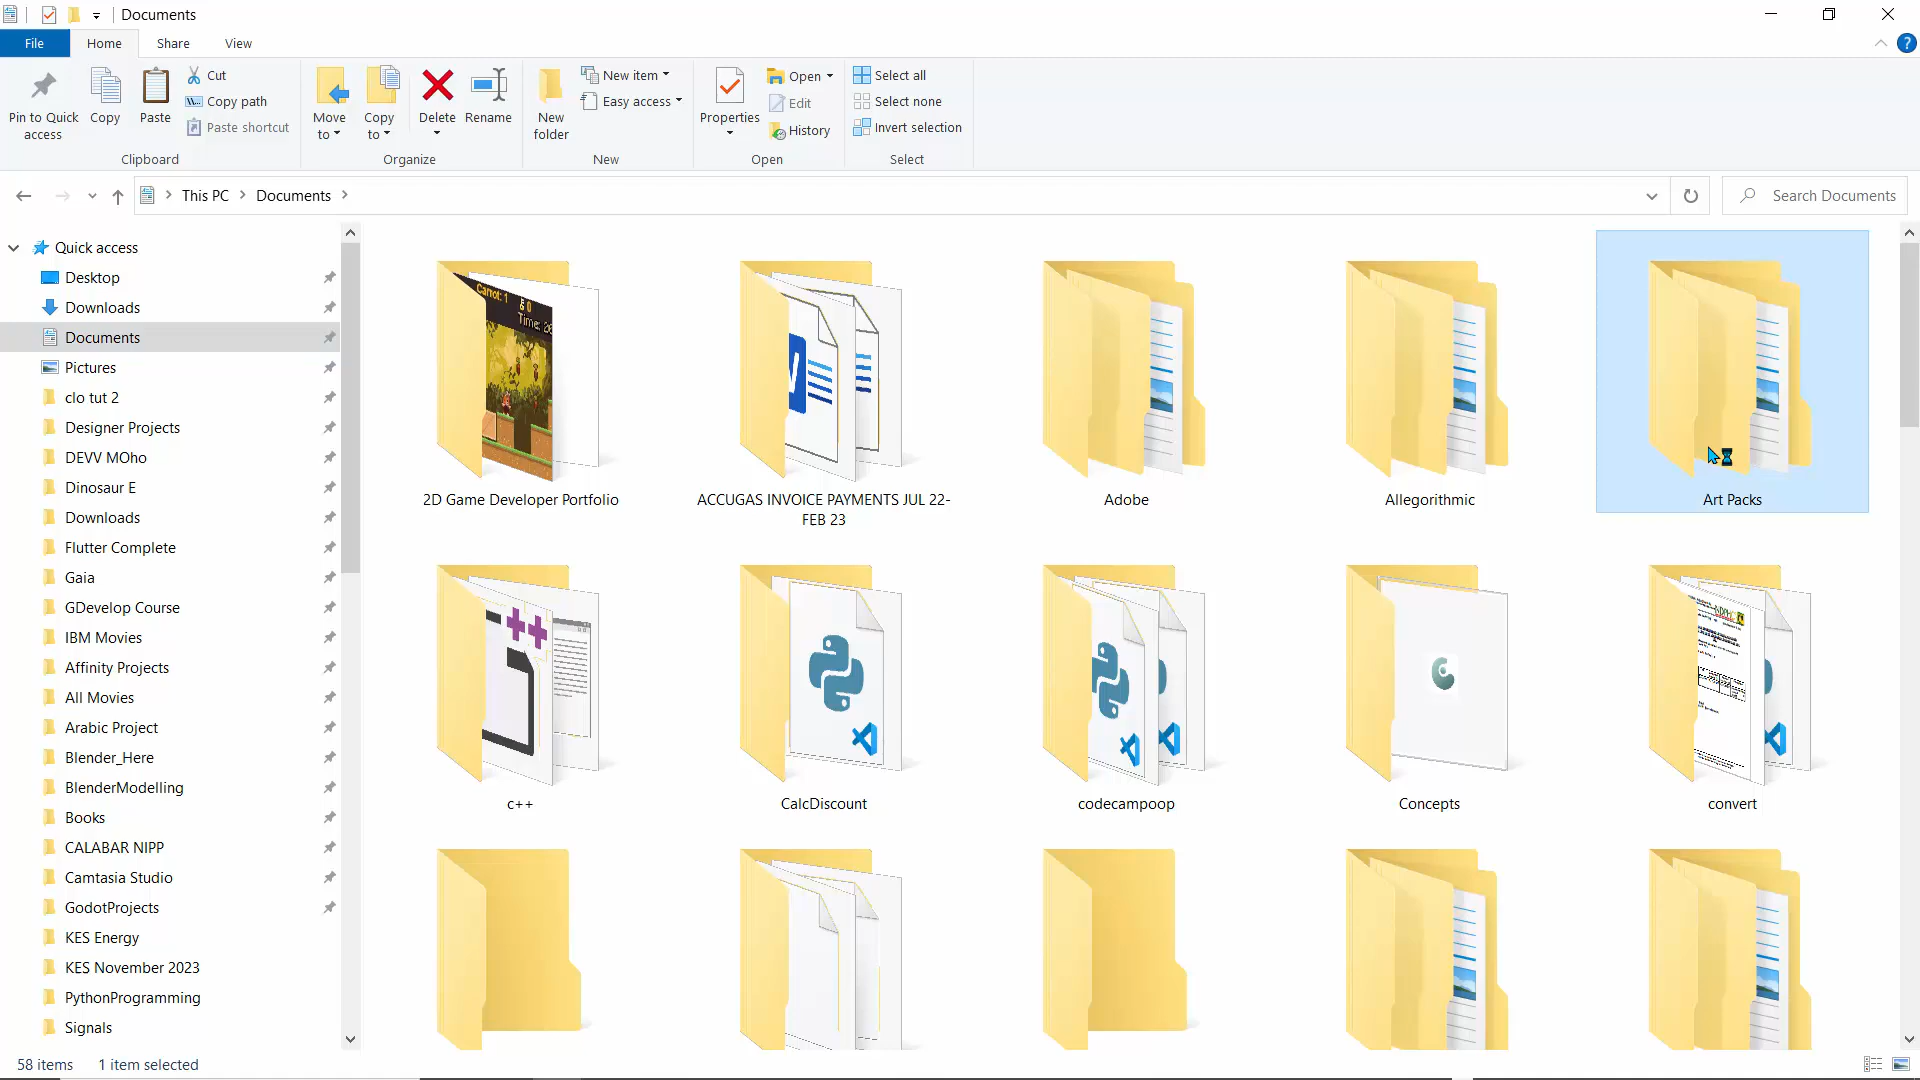 Documents
File
Home
Share
View
Pin to Quick access
Copy
Paste
Cut
Copy path
Paste shortcut
Clipboard
Move to
Copy to
Delete
Rename
Organize
New folder
New item
Easy access
New
Properties
Open
Edit
History
Open
Select all
Select none
Invert selection
Select
This PC
Documents
Search Documents
Quick access
Desktop
Downloads
Documents
Pictures
clo tut 2
Designer Projects
DEVV MOho
Dinosaur E
Downloads
Flutter Complete
Gaia
GDevelop Course
IBM Movies
Affinity Projects
All Movies
Arabic Project
Blender_Here
BlenderModelling
Books
CALABAR NIPP
Camtasia Studio
GodotProjects
KES Energy
KES November 2023
PythonProgramming
Signals
Carrot: 1
Time:
2D Game Developer Portfolio
ACCUGAS INVOICE PAYMENTS JUL 22-
FEB 23
Adobe
Allegorithmic
Art Packs
c++
CalcDiscount
codecampoop
Concepts
convert
58 items
1 item selected